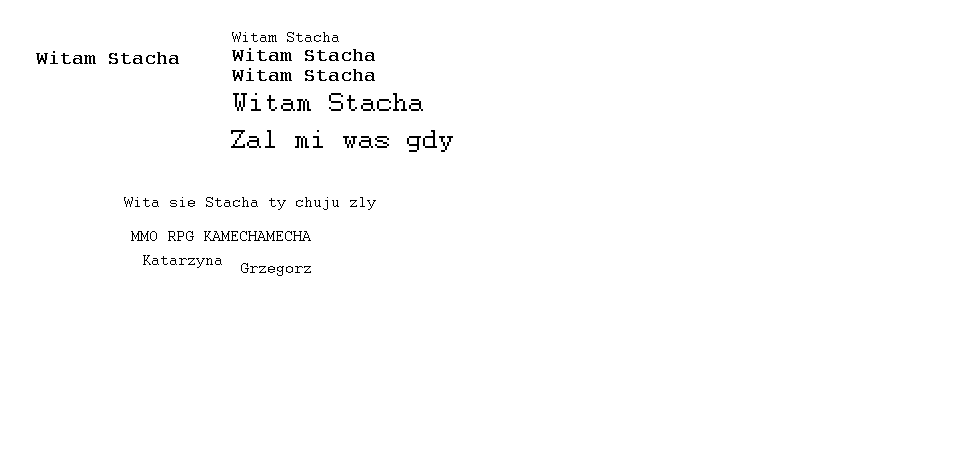 Witam Stacha
Witam Stacha
Witam Stacha
Witam Stacha
Witam Stacha
Zal mi was gdy
Wita sie Stacha ty chuju zly
MMO RPG KAMECHAMECHA
Katarzyna
Grzegorz